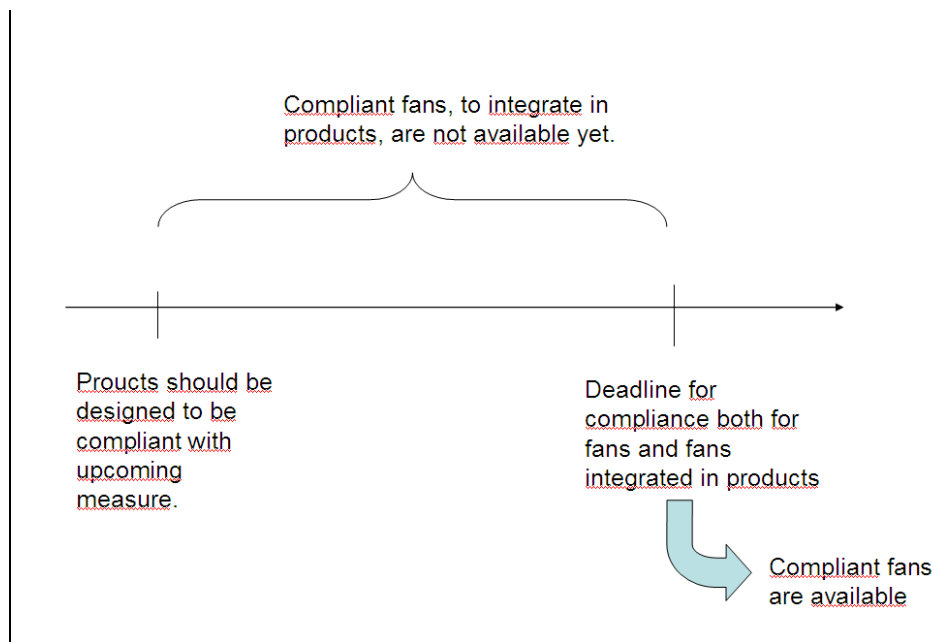 Compliant fans, to integrate in
products, are not available yet.
Proucts should be
designed to be
compliant with
upcoming
measure.
Deadline for
compliance both for
fans and fans
integrated in products
Compliant fans
are available